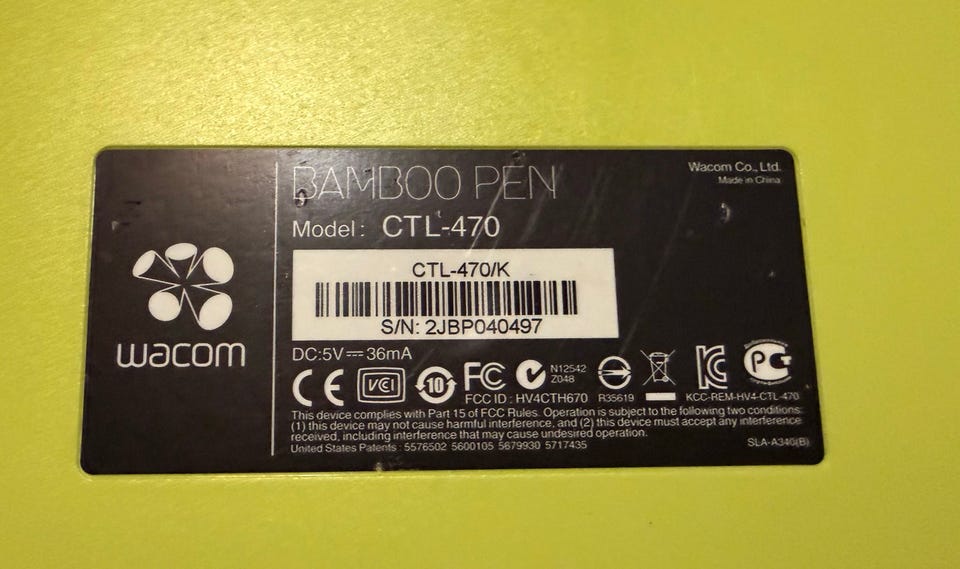 BAMBOO PEN
Wacom Co., Ltd.
Made in China
Model: CTL-470
CTL-470/K
S/N: 2JBP040497
wacom
DC:5V⎓36mA
CE VCI 10 FC N12542
Z048
FCC ID : HV4CTH670 R35619 KCC-REM-HV4-CTL-470
This device complies with Part 15 of FCC Rules. Operation is subject to the following two conditions:
(1) this device may not cause harmful interference, and (2) this device must accept any interference
received, including interference that may cause undesired operation.
United States Patents : 5576502 5600105 5679930 5717435
SLA-A340(B)